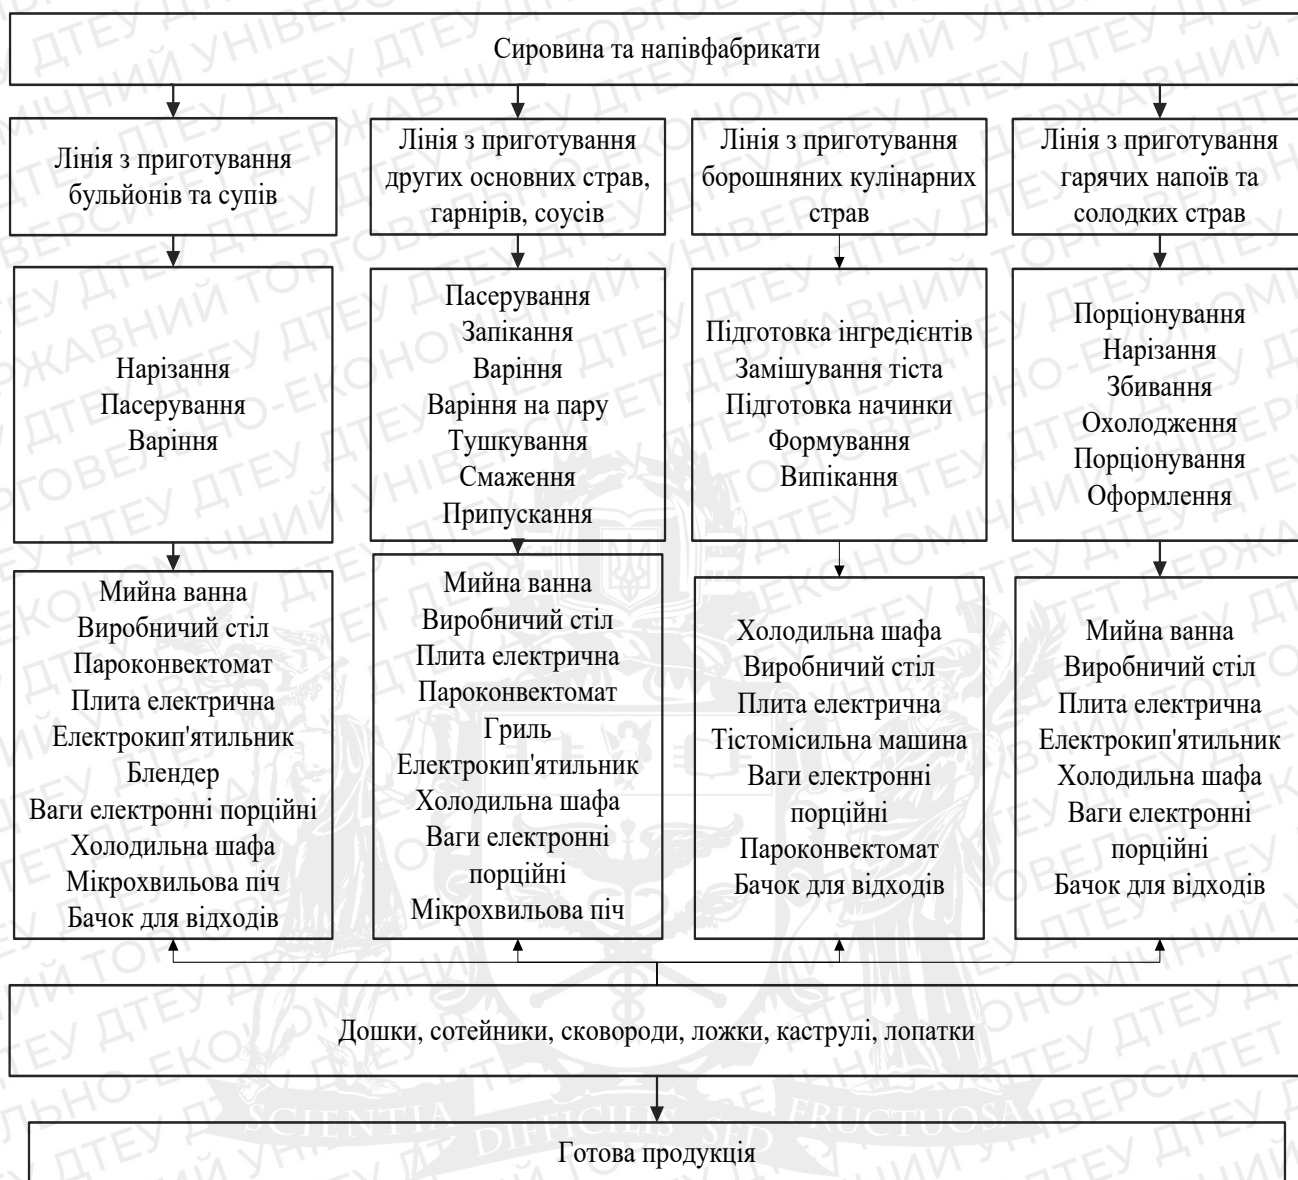 Сировина та напівфабрикати
Лінія з приготування
бульйонів та супів
Лінія з приготування
других основних страв,
гарнірів, соусів
Лінія з приготування
борошняних кулінарних
страв
Лінія з приготування
гарячих напоїв та
солодких страв
Нарізання
Пасерування
Варіння
Пасерування
Запікання
Варіння
Варіння на пару
Тушкування
Смаження
Припускання
Підготовка інгредієнтів
Замішування тіста
Підготовка начинки
Формування
Випікання
Порціонування
Нарізання
Збивання
Охолодження
Порціонування
Оформлення
Мийна ванна
Виробничий стіл
Пароконвектомат
Плита електрична
Електрокип'ятильник
Блендер
Ваги електронні порційні
Холодильна шафа
Мікрохвильова піч
Бачок для відходів
Мийна ванна
Виробничий стіл
Плита електрична
Пароконвектомат
Гриль
Електрокип'ятильник
Холодильна шафа
Ваги електронні
порційні
Мікрохвильова піч
Холодильна шафа
Виробничий стіл
Плита електрична
Тістомісильна машина
Ваги електронні
порційні
Пароконвектомат
Бачок для відходів
Мийна ванна
Виробничий стіл
Плита електрична
Електрокип'ятильник
Холодильна шафа
Ваги електронні
порційні
Бачок для відходів
Дошки, сотейники, сковороди, ложки, каструлі, лопатки
SCIENTIA DIFFICILIS SED FRUCTUOSA
Готова продукція